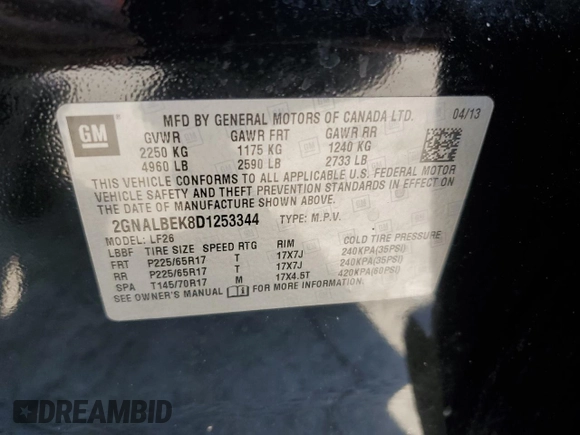 GM
MFD BY GENERAL MOTORS OF CANADA LTD. 04/13
GVWR GAWR FRT GAWR RR
2250 KG 1175 KG 1240 KG
4960 LB 2590 LB 2733 LB
THIS VEHICLE CONFORMS TO ALL APPLICABLE U.S. FEDERAL MOTOR
VEHICLE SAFETY AND THEFT PREVENTION STANDARDS IN EFFECT
ON THE DATE OF MANUFACTURE SHOWN ABOVE.
2GNALBEK8D1253344 TYPE: M.P.V.
MODEL: LF26
LBBF TIRE SIZE SPEED RTG RIM COLD TIRE PRESSURE
FRT P225/65R17 T 17X7J 240KPA(35PSI)
RR P225/65R17 T 17X7J 240KPA(35PSI)
SPA T145/70R17 M 17X4.5T 420KPA(60PSI)
SEE OWNER'S MANUAL FOR MORE INFORMATION
DREAMBID